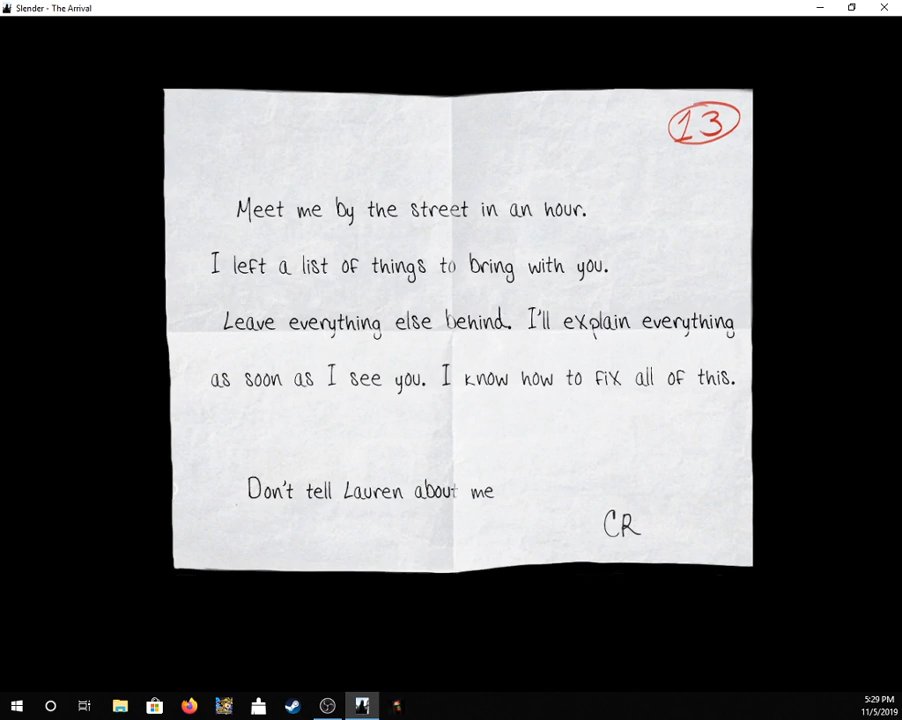 Slender - The Arrival
13
Meet me by the street in an hour.
I left a list of things to bring with you.
Leave everything else behind. I'll explain everything
as soon as I see you. I know how to fix all of this.
Don't tell Lauren about me
CR
5:29 PM
11/5/2019